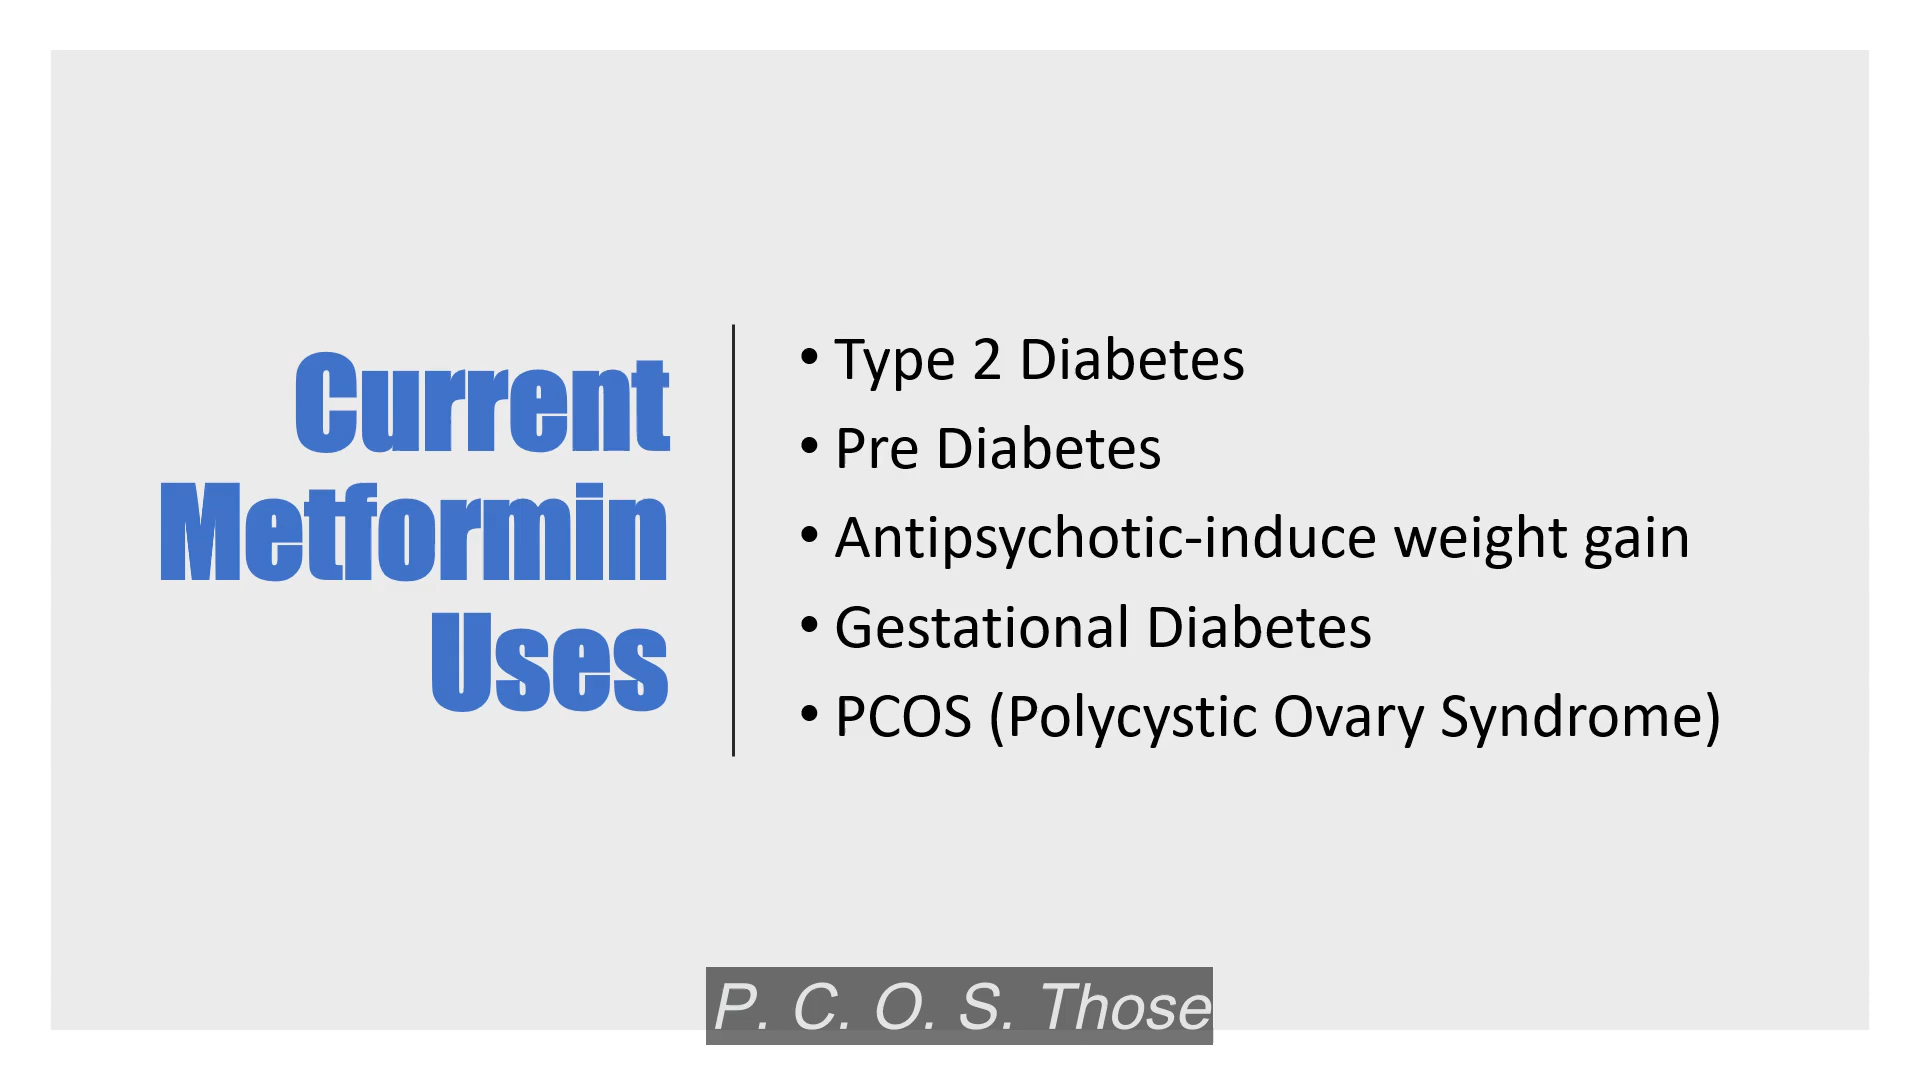 Current
Metformin
Uses
• Type 2 Diabetes
• Pre Diabetes
• Antipsychotic-induce weight gain
• Gestational Diabetes
• PCOS (Polycystic Ovary Syndrome)
P. C. O. S. Those